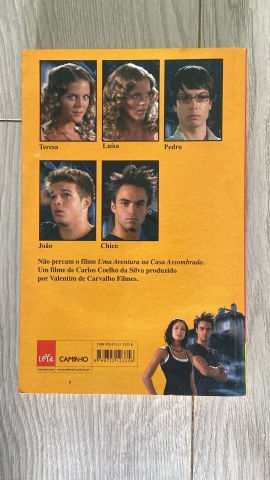 Teresa
Luísa
Pedro
João
Chico
Não percam o filme Uma Aventura na Casa Assombrada.
Um filme de Carlos Coelho da Silva produzido
por Valentim de Carvalho Filmes.
LeYa
CAMINHO